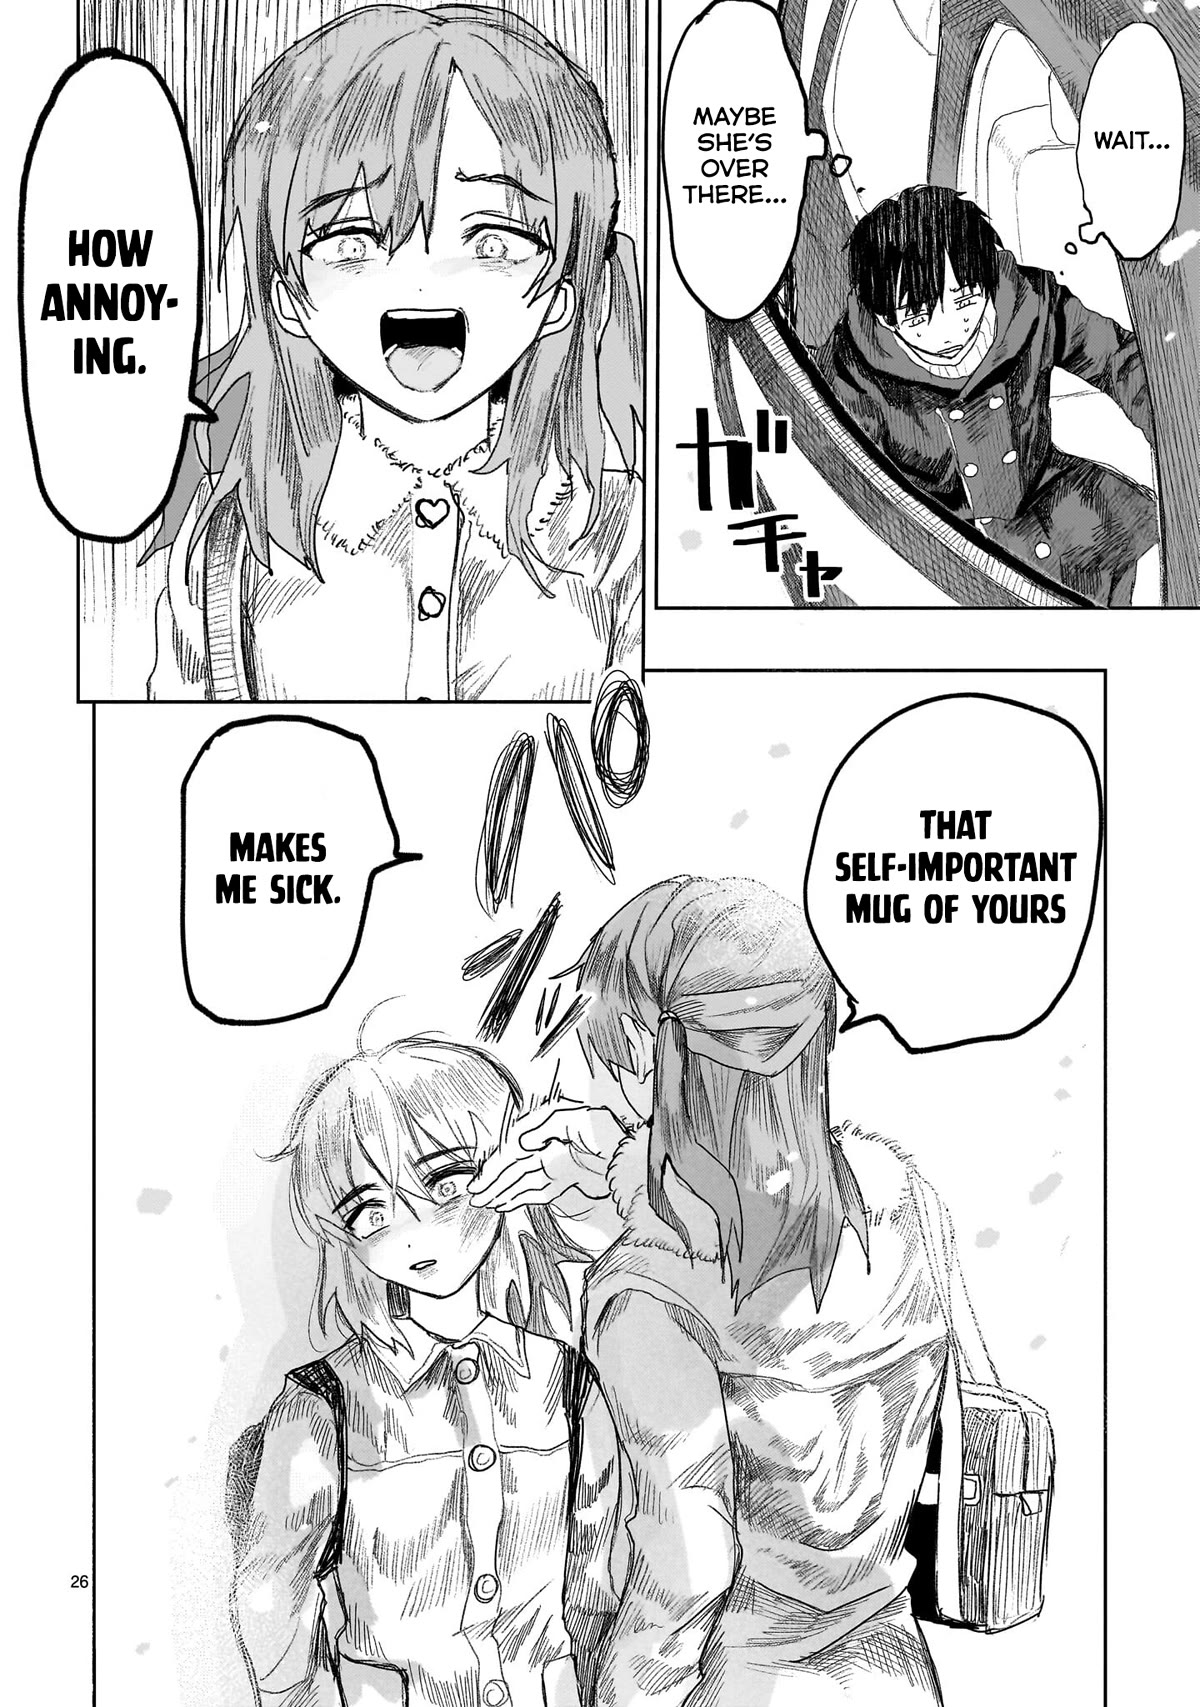 WAIT...
MAYBE
SHE'S
OVER
THERE...
ガチャ
HOW
ANNOY-
ING.
THAT
SELF-IMPORTANT
MUG OF YOURS
MAKES
ME SICK.
26